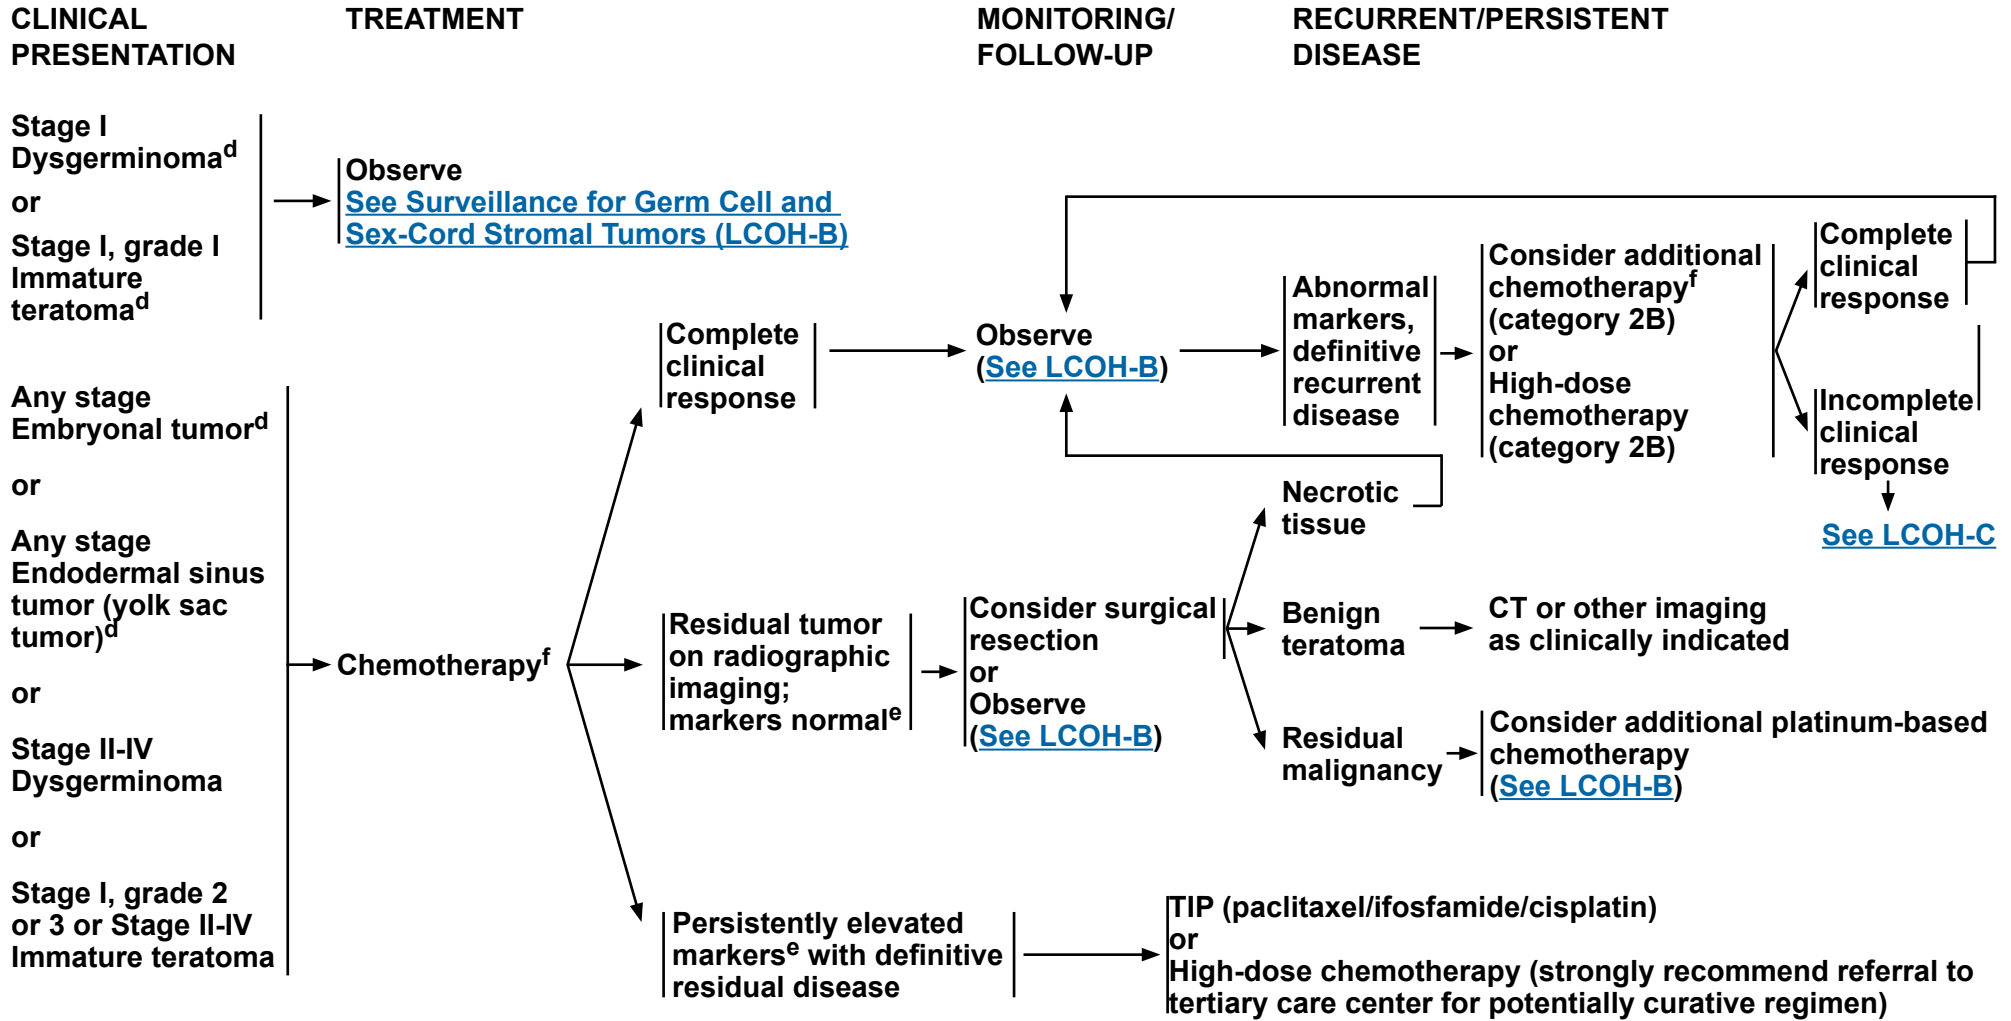 CLINICAL
PRESENTATION
TREATMENT
MONITORING/
FOLLOW-UP
RECURRENT/PERSISTENT
DISEASE
Stage I
Dysgerminomad
or
Stage I, grade I
Immature
teratomad
Observe
See Surveillance for Germ Cell and
Sex-Cord Stromal Tumors (LCOH-B)
Any stage
Embryonal tumord
or
Any stage
Endodermal sinus
tumor (yolk sac
tumor)d
or
Stage II-IV
Dysgerminoma
or
Stage I, grade 2
or 3 or Stage II-IV
Immature teratoma
Chemotherapyf
Complete
clinical
response
Observe
(See LCOH-B)
Abnormal
markers,
definitive
recurrent
disease
Consider additional
chemotherapyf
(category 2B)
or
High-dose
chemotherapy
(category 2B)
Complete
clinical
response
Incomplete
clinical
response
See LCOH-C
Residual tumor
on radiographic
imaging;
markers normale
Consider surgical
resection
or
Observe
(See LCOH-B)
Necrotic
tissue
Benign
teratoma
CT or other imaging
as clinically indicated
Residual
malignancy
Consider additional platinum-based
chemotherapy
(See LCOH-B)
Persistently elevated
markerse with definitive
residual disease
TIP (paclitaxel/ifosfamide/cisplatin)
or
High-dose chemotherapy (strongly recommend referral to
tertiary care center for potentially curative regimen)